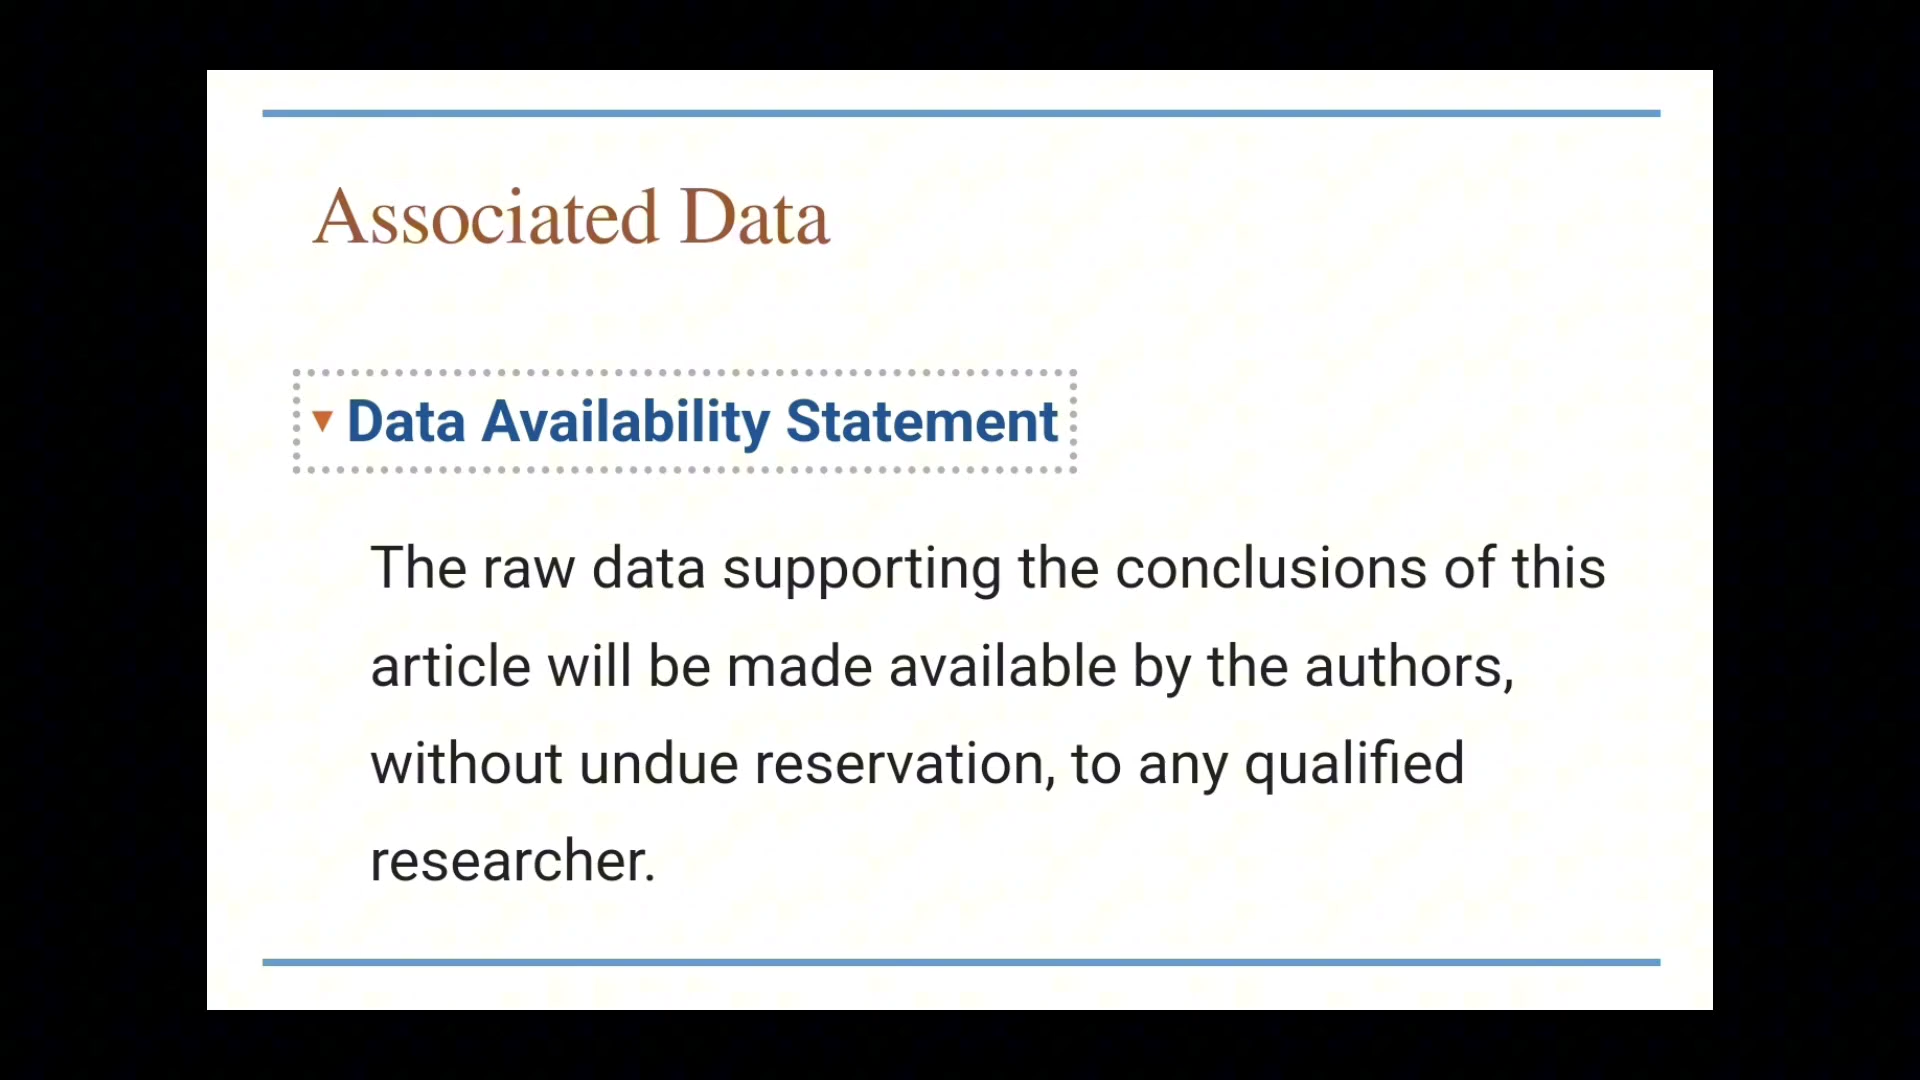 Associated Data
Data Availability Statement
The raw data supporting the conclusions of this
article will be made available by the authors,
without undue reservation, to any qualified
researcher.